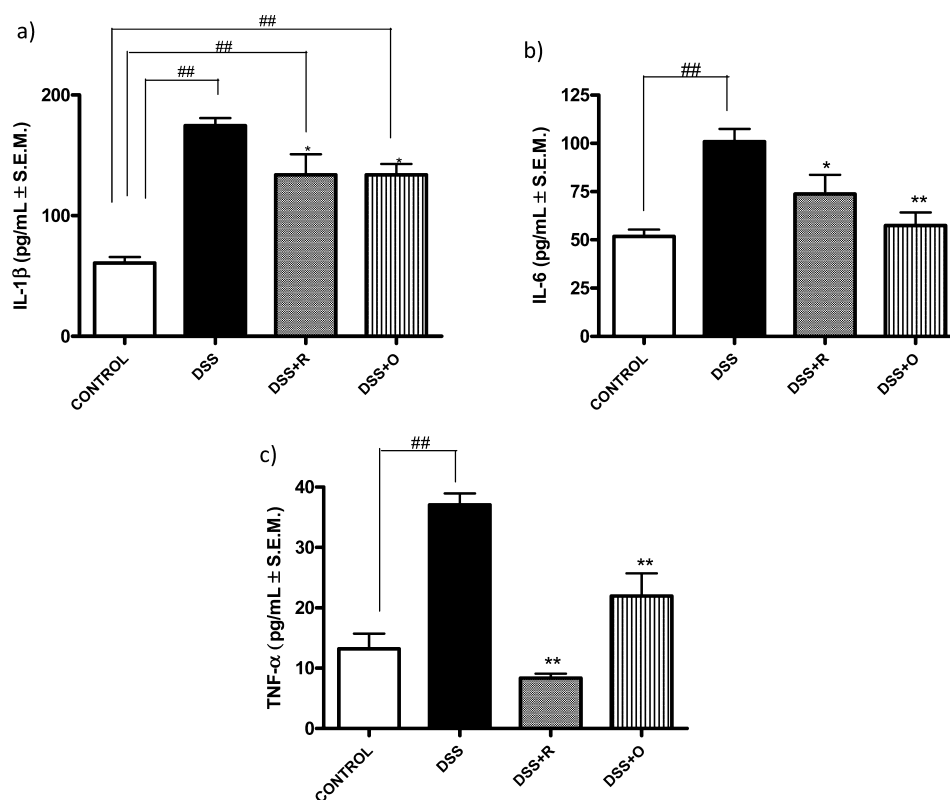 a)
##
##
##
200
100
0
IL-1β (pg/mL ± S.E.M.)
*
*
CONTROL
DSS
DSS+R
DSS+O
b)
##
125
100
75
50
25
0
IL-6 (pg/mL ± S.E.M.)
*
**
CONTROL
DSS
DSS+R
DSS+O
c)
##
40
30
20
10
0
TNF-α (pg/mL ± S.E.M.)
**
**
CONTROL
DSS
DSS+R
DSS+O